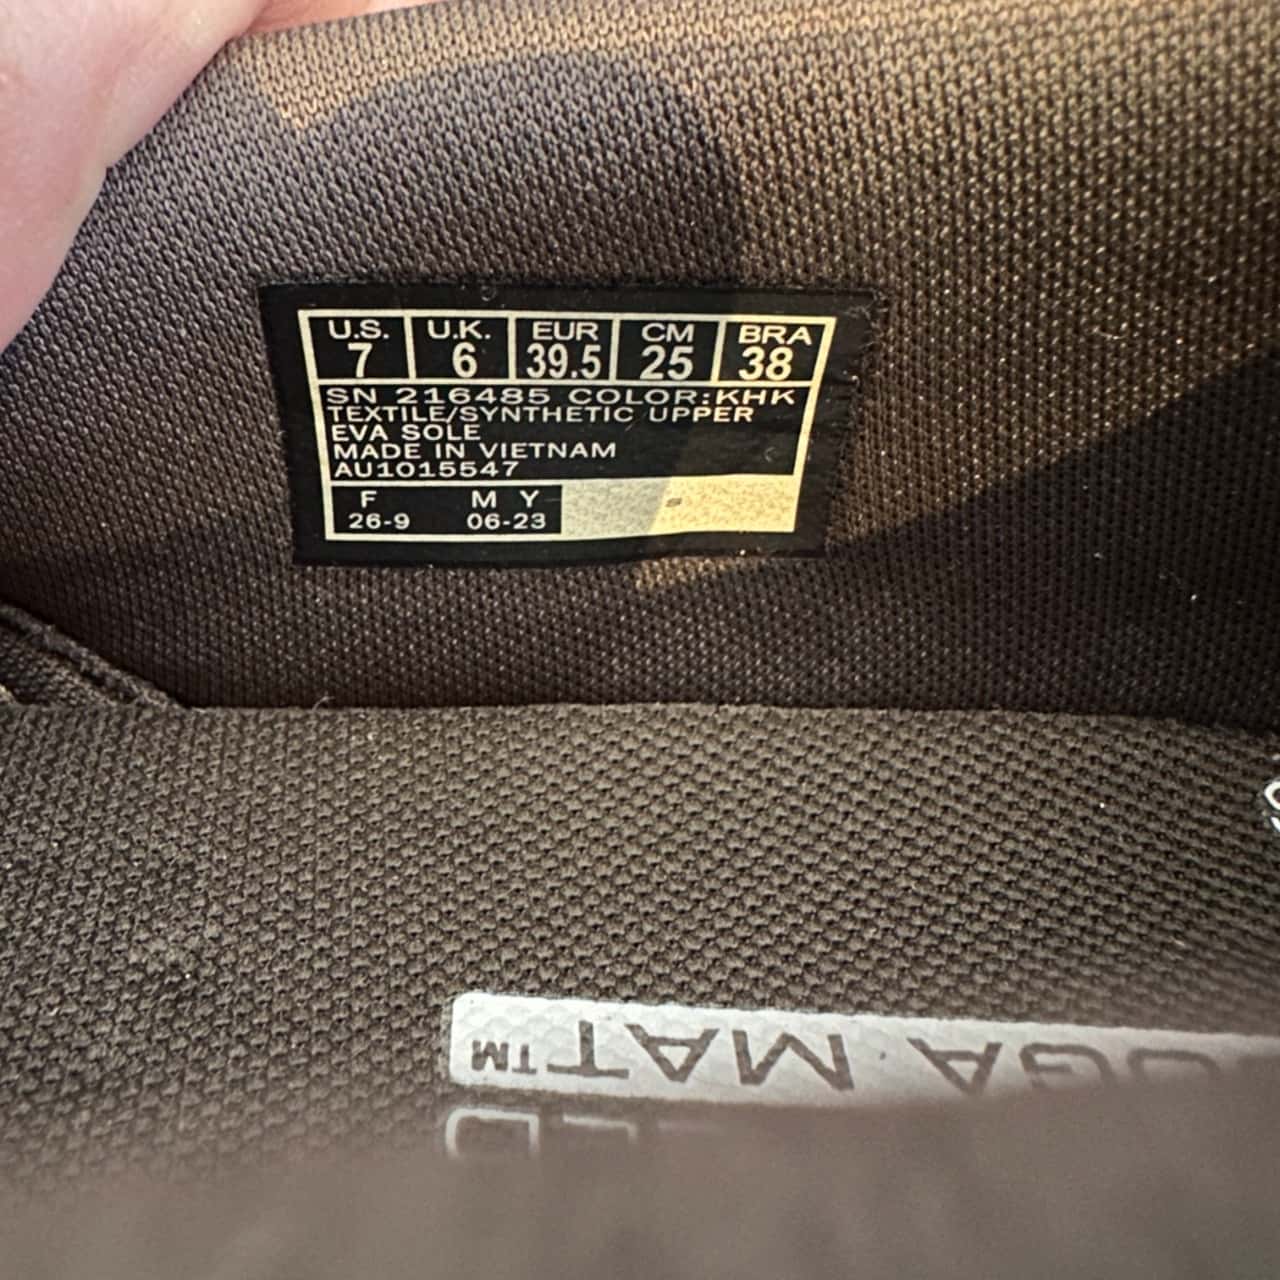 U.S. U.K. EUR CM BRA
7 6 39.5 25 38
SN 216485 COLOR:KHK
TEXTILE/SYNTHETIC UPPER
EVA SOLE
MADE IN VIETNAM
AU1015547
F M Y
26-9 06-23
MAT™